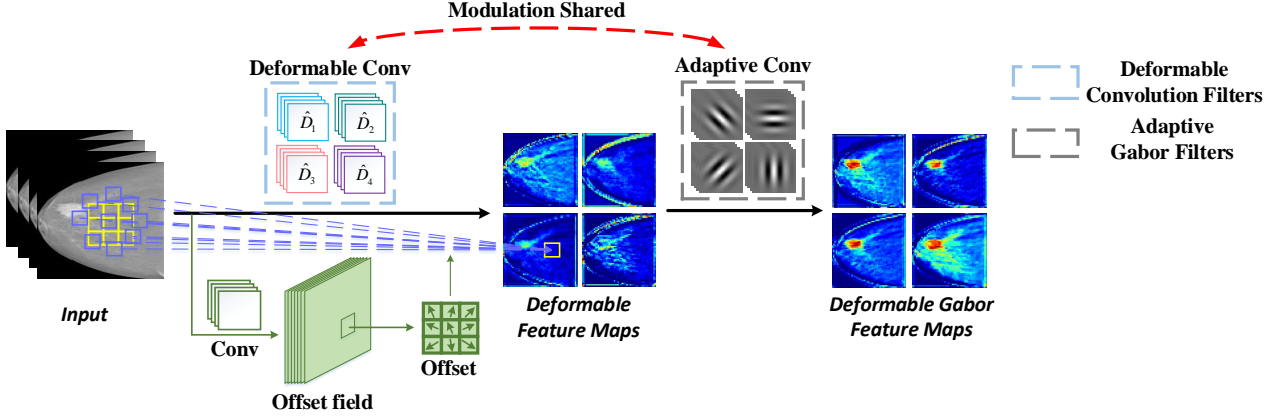 Modulation Shared
Deformable Conv
Adaptive Conv
Deformable
Convolution Filters
Adaptive
Gabor Filters
D̂1
D̂2
D̂3
D̂4
Input
Conv
Offset field
Offset
Deformable
Feature Maps
Deformable Gabor
Feature Maps